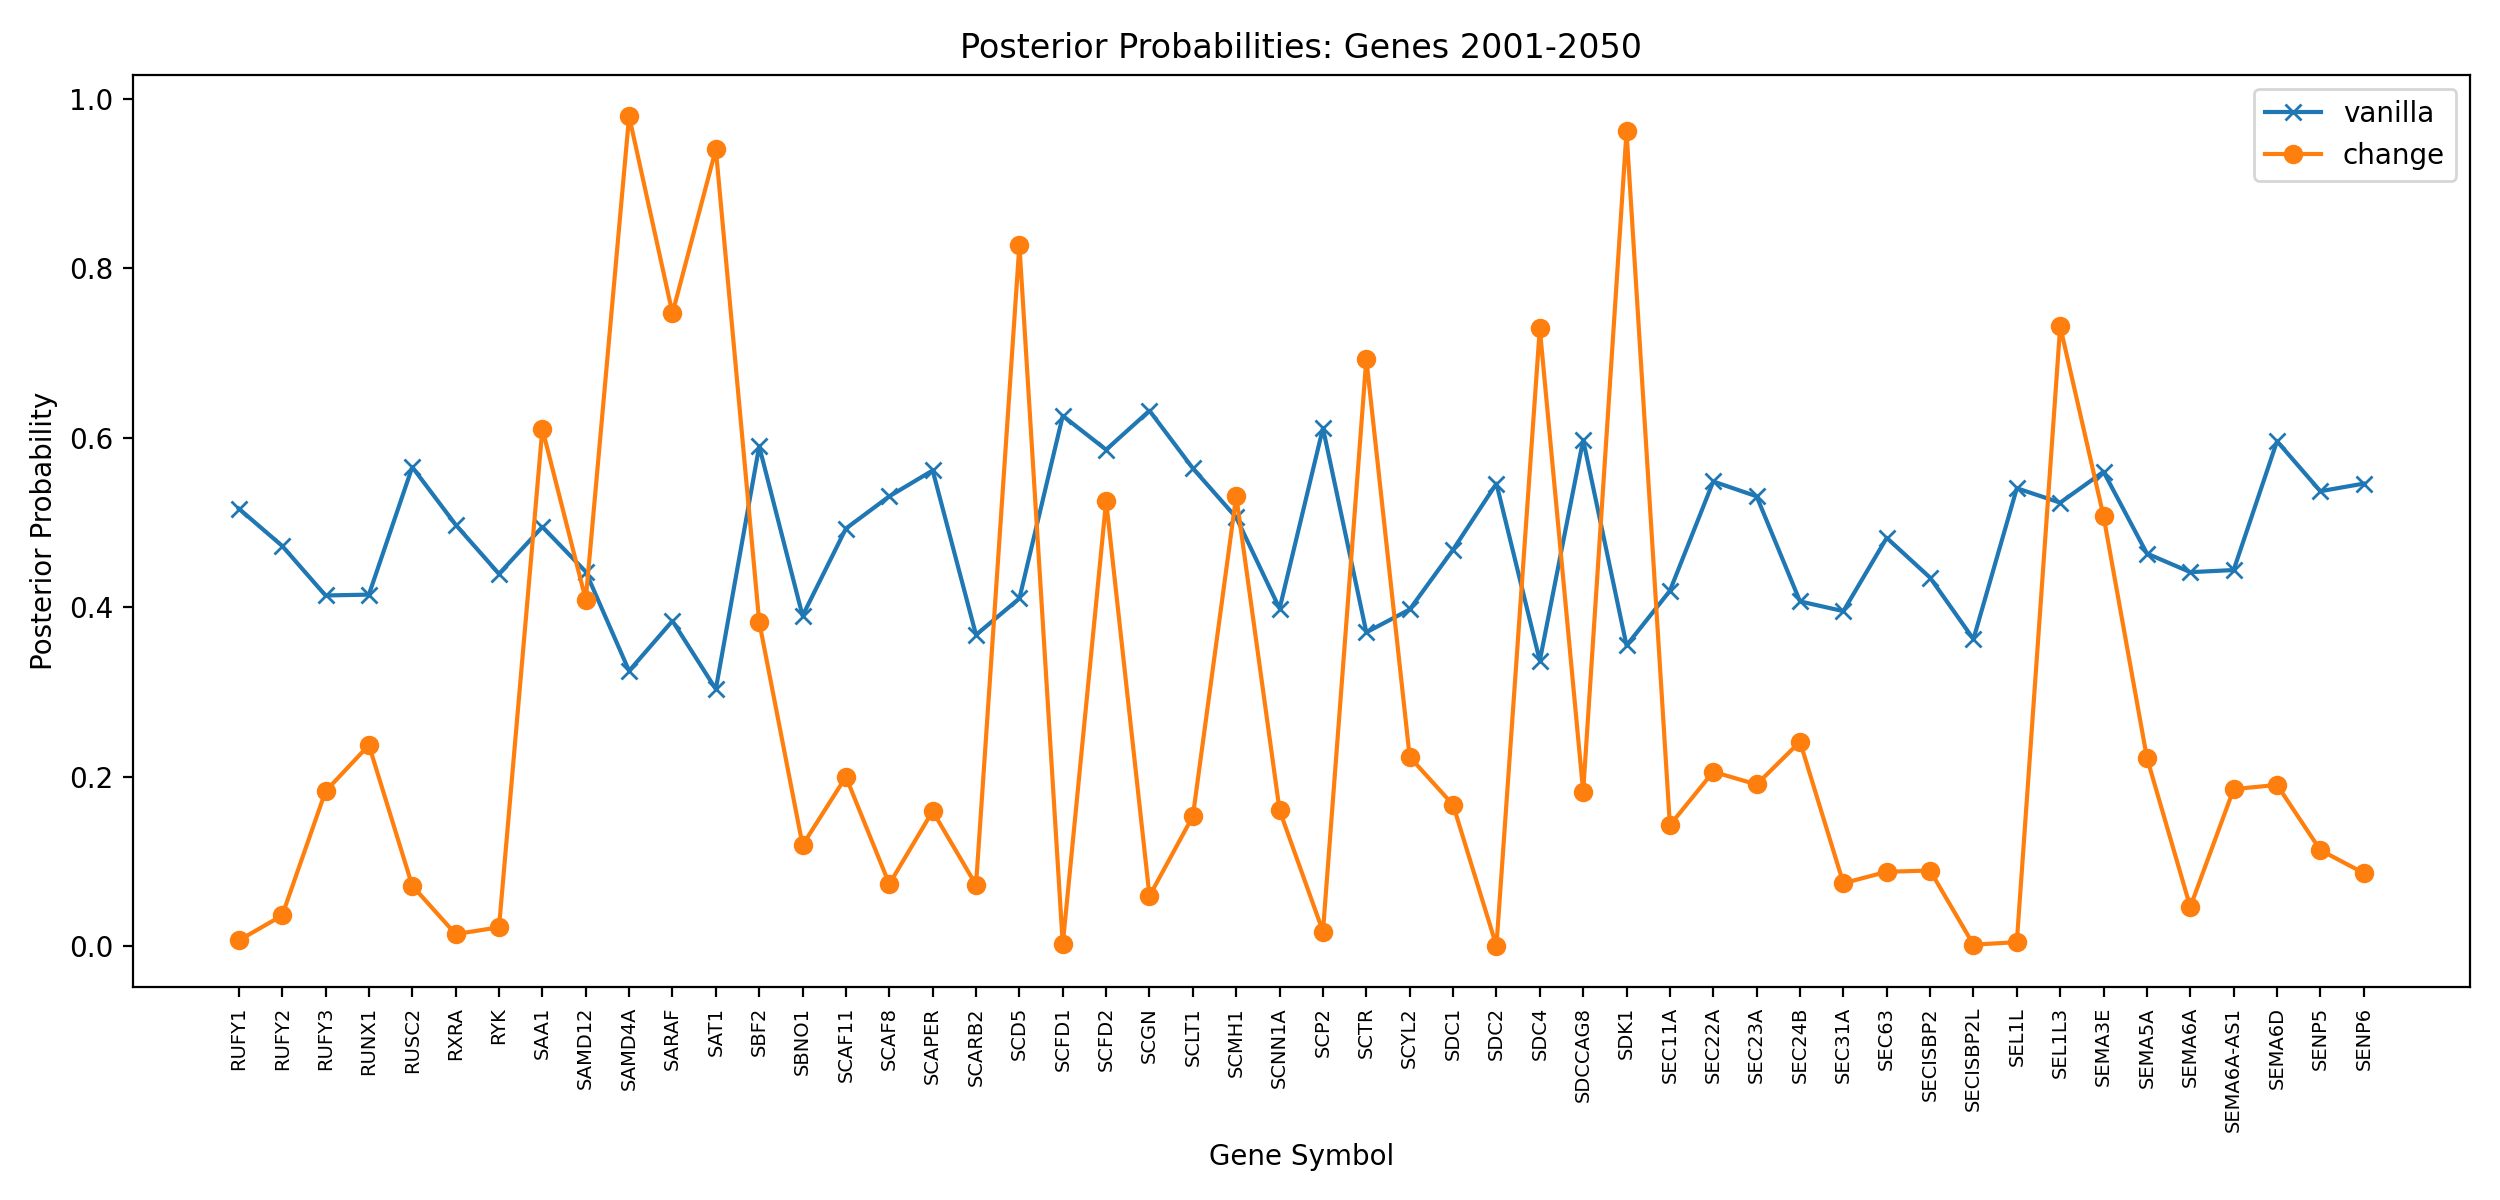 Posterior Probabilities: Genes 2001-2050
vanilla
change
Posterior Probability
1.0
0.8
0.6
0.4
0.2
0.0
RUFY1
RUFY2
RUFY3
RUNX1
RUSC2
RXRA
RYK
SAA1
SAMD12
SAMD4A
SARAF
SAT1
SBF2
SBNO1
SCAF11
SCAF8
SCAPER
SCARB2
SCD5
SCFD1
SCFD2
SCGN
SCLT1
SCMH1
SCNN1A
SCP2
SCTR
SCYL2
SDC1
SDC2
SDC4
SDCCAG8
SDK1
SEC11A
SEC22A
SEC23A
SEC24B
SEC31A
SEC63
SECISBP2
SECISBP2L
SEL1L
SEL1L3
SEMA3E
SEMA5A
SEMA6A
SEMA6A-AS1
SEMA6D
SENP5
SENP6
Gene Symbol